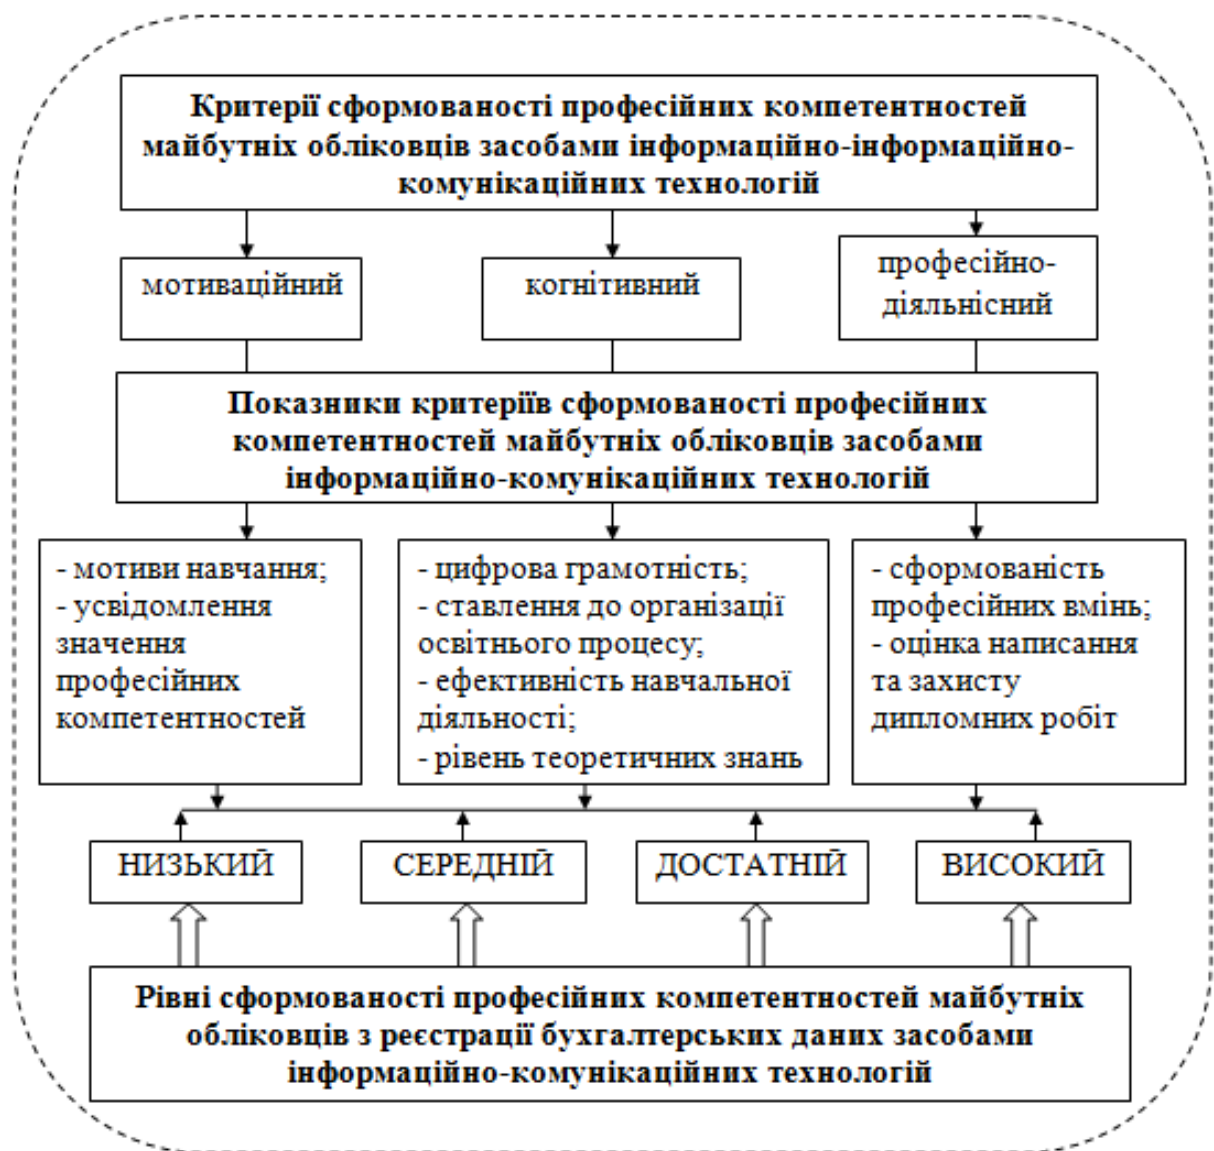 Критерії сформованості професійних компетентностей
майбутніх обліковців засобами інформаційно-інформаційно-
комунікаційних технологій
мотиваційний
когнітивний
професійно-
діяльнісний
Показники критеріїв сформованості професійних
компетентностей майбутніх обліковців засобами
інформаційно-комунікаційних технологій
- мотиви навчання;
- усвідомлення
значення
професійних
компетентностей
- цифрова грамотність;
- ставлення до організації
освітнього процесу;
- ефективність навчальної
діяльності;
- рівень теоретичних знань
- сформованість
професійних вмінь;
- оцінка написання
та захисту
дипломних робіт
НИЗЬКИЙ
СЕРЕДНІЙ
ДОСТАТНІЙ
ВИСОКИЙ
Рівні сформованості професійних компетентностей майбутніх
обліковців з реєстрації бухгалтерських даних засобами
інформаційно-комунікаційних технологій